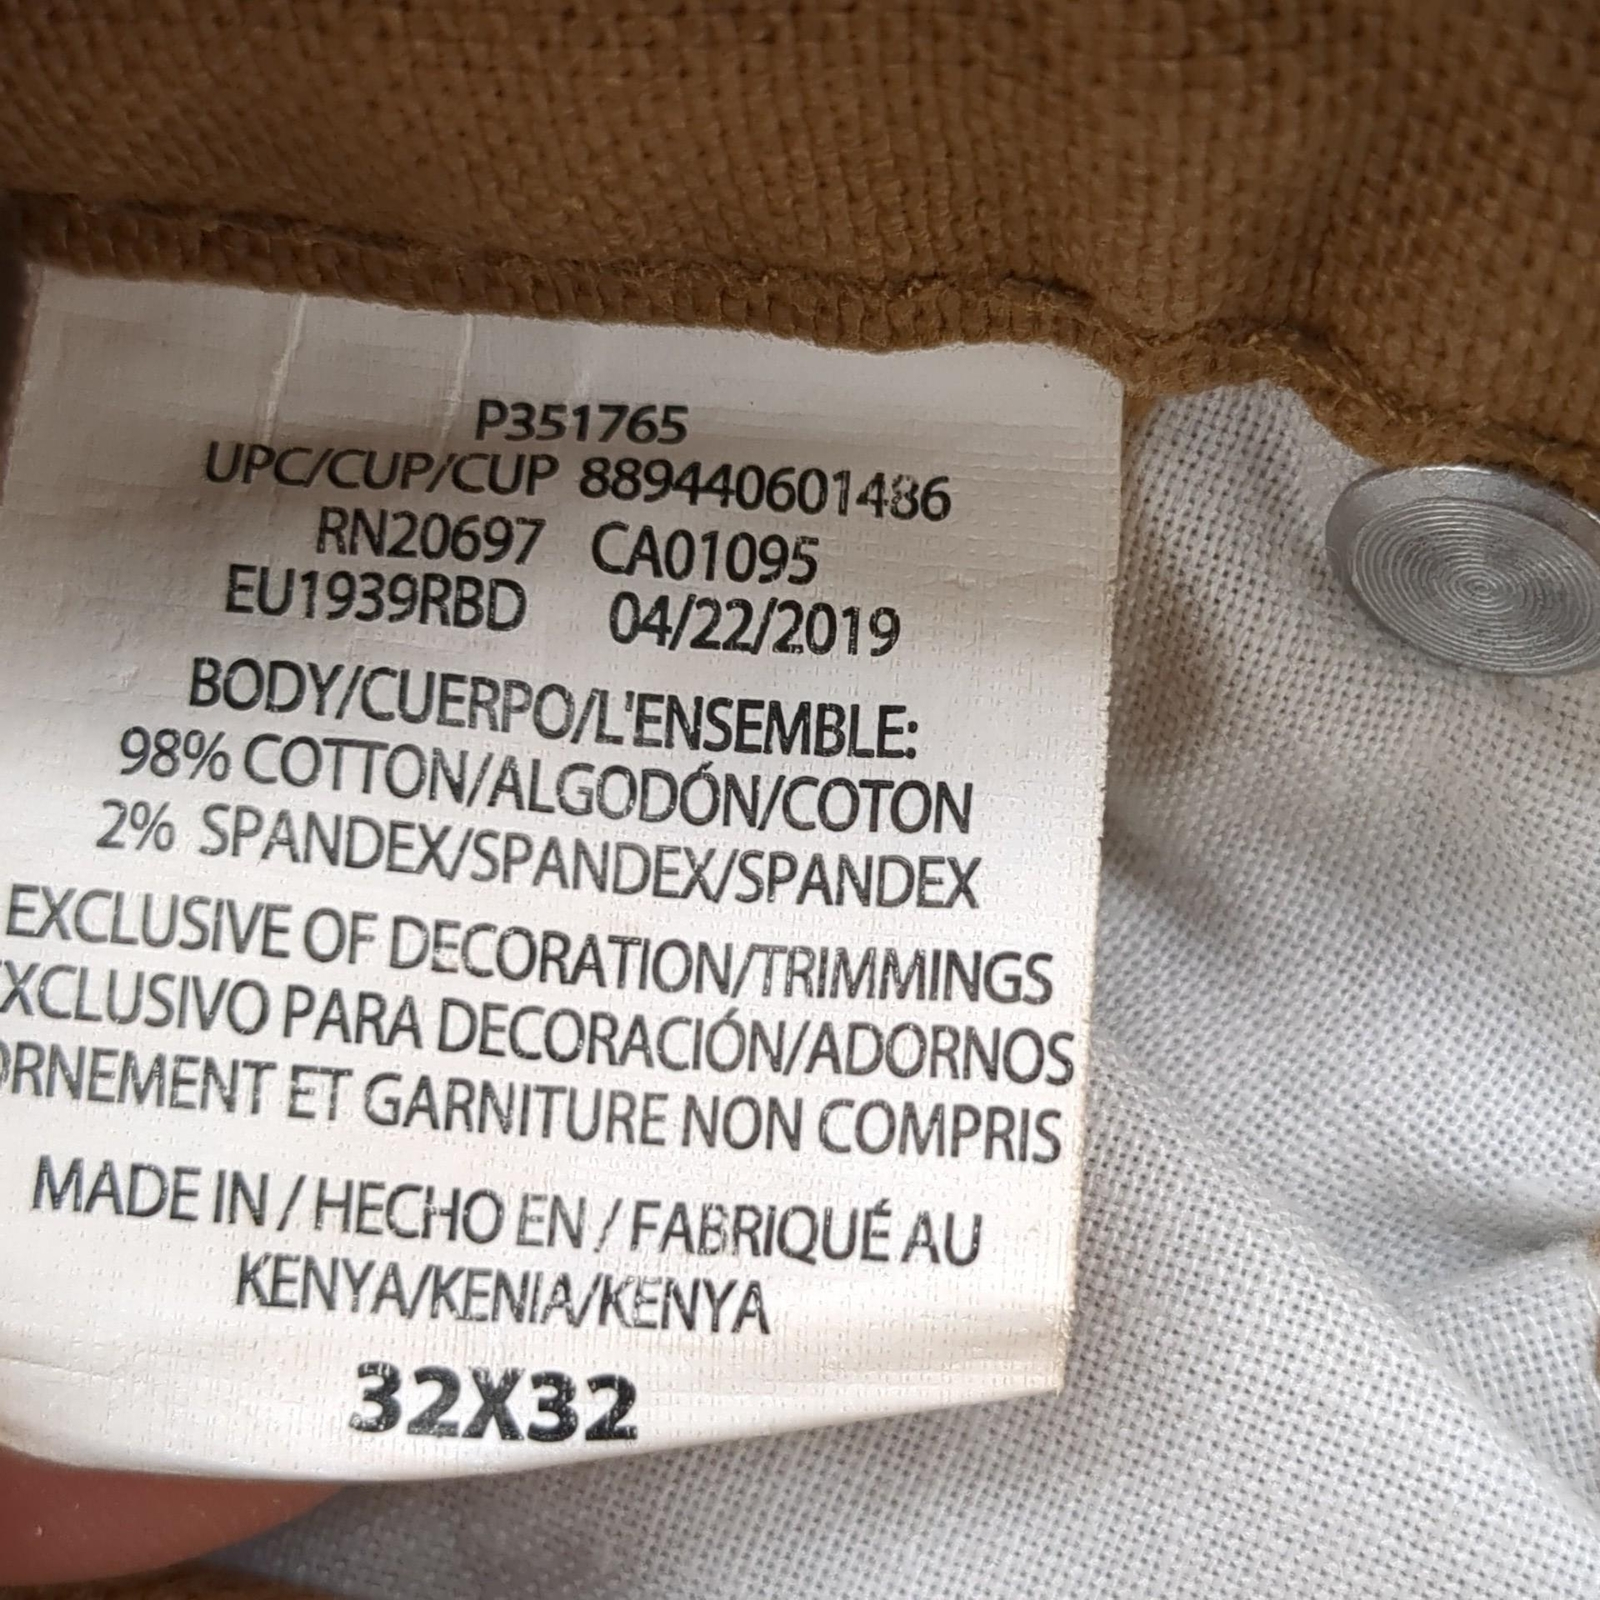 P351765
UPC/CUP/CUP 889440601486
RN20697 CA01095
EU1939RBD 04/22/2019
BODY/CUERPO/L'ENSEMBLE:
98% COTTON/ALGODÓN/COTON
2% SPANDEX/SPANDEX/SPANDEX
EXCLUSIVE OF DECORATION/TRIMMINGS
EXCLUSIVO PARA DECORACIÓN/ADORNOS
ORNEMENT ET GARNITURE NON COMPRIS
MADE IN / HECHO EN / FABRIQUÉ AU
KENYA/KENIA/KENYA
32X32